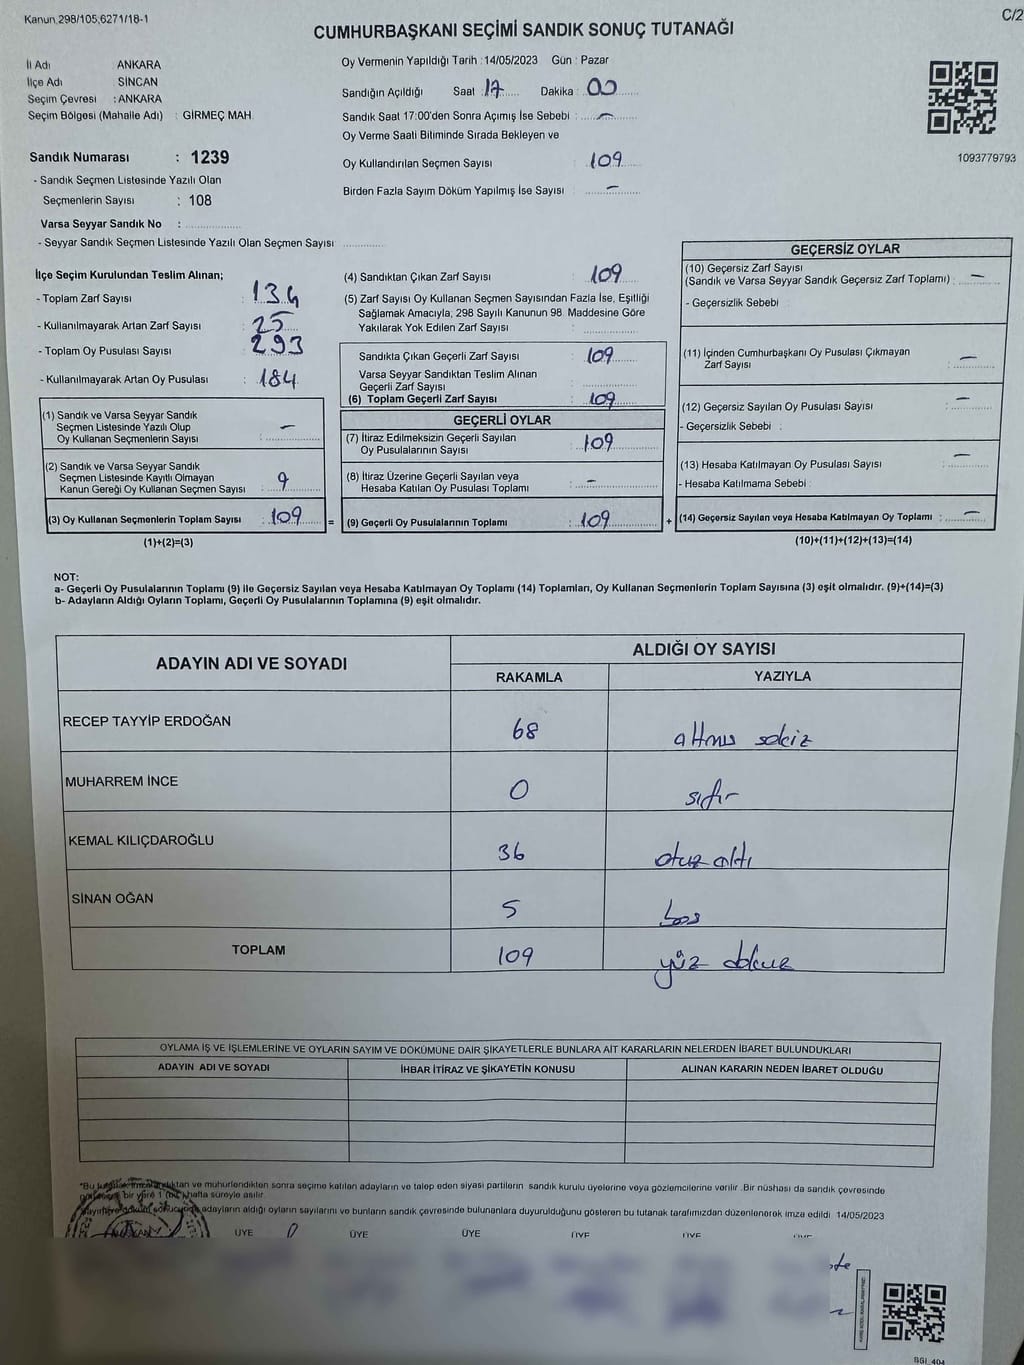 Kanun 298/105,6271/18-1
C/2
CUMHURBAŞKANI SEÇİMİ SANDIK SONUÇ TUTANAĞI
İl Adı ANKARA
İlçe Adı SİNCAN
Seçim Çevresi : ANKARA
Seçim Bölgesi (Mahalle Adı) : GİRMEÇ MAH.
Oy Vermenin Yapıldığı Tarih : 14/05/2023 Gün : Pazar
Sandığın Açıldığı Saat : 17 Dakika : 00
Sandık Saat 17:00'den Sonra Açımış İse Sebebi : —
Oy Verme Saati Bitiminde Sırada Bekleyen ve
Oy Kullandırılan Seçmen Sayısı 109
Birden Fazla Sayım Döküm Yapılmış İse Sayısı : —
1093779793
Sandık Numarası : 1239
- Sandık Seçmen Listesinde Yazılı Olan
Seçmenlerin Sayısı : 108
Varsa Seyyar Sandık No :
- Seyyar Sandık Seçmen Listesinde Yazılı Olan Seçmen Sayısı
İlçe Seçim Kurulundan Teslim Alınan;
- Toplam Zarf Sayısı : 134
- Kullanılmayarak Artan Zarf Sayısı : 25
- Toplam Oy Pusulası Sayısı : 293
- Kullanılmayarak Artan Oy Pusulası : 184
(1) Sandık ve Varsa Seyyar Sandık
Seçmen Listesinde Yazılı Olup
Oy Kullanan Seçmenlerin Sayısı : —
(2) Sandık ve Varsa Seyyar Sandık
Seçmen Listesinde Kayıtlı Olmayan
Kanun Gereği Oy Kullanan Seçmen Sayısı : 9
(3) Oy Kullanan Seçmenlerin Toplam Sayısı : 109 =
(1)+(2)=(3)
(4) Sandıktan Çıkan Zarf Sayısı : 109
(5) Zarf Sayısı Oy Kullanan Seçmen Sayısından Fazla İse, Eşitliği
Sağlamak Amacıyla, 298 Sayılı Kanunun 98. Maddesine Göre
Yakılarak Yok Edilen Zarf Sayısı :
Sandıkta Çıkan Geçerli Zarf Sayısı : 109
Varsa Seyyar Sandıktan Teslim Alınan
Geçerli Zarf Sayısı
(6) Toplam Geçerli Zarf Sayısı : 109
GEÇERLİ OYLAR
(7) İtiraz Edilmeksizin Geçerli Sayılan
Oy Pusulalarının Sayısı : 109
(8) İtiraz Üzerine Geçerli Sayılan veya
Hesaba Katılan Oy Pusulası Toplamı : —
(9) Geçerli Oy Pusulalarının Toplamı : 109 +
GEÇERSİZ OYLAR
(10) Geçersiz Zarf Sayısı
(Sandık ve Varsa Seyyar Sandık Geçersiz Zarf Toplamı) : —
- Geçersizlik Sebebi
(11) İçinden Cumhurbaşkanı Oy Pusulası Çıkmayan
Zarf Sayısı : —
(12) Geçersiz Sayılan Oy Pusulası Sayısı : —
- Geçersizlik Sebebi :
(13) Hesaba Katılmayan Oy Pusulası Sayısı : —
- Hesaba Katılmama Sebebi :
(14) Geçersiz Sayılan veya Hesaba Katılmayan Oy Toplamı : —
(10)+(11)+(12)+(13)=(14)
NOT:
a- Geçerli Oy Pusulalarının Toplamı (9) ile Geçersiz Sayılan veya Hesaba Katılmayan Oy Toplamı (14) Toplamları, Oy Kullanan Seçmenlerin Toplam Sayısına (3) eşit olmalıdır. (9)+(14)=(3)
b- Adayların Aldığı Oyların Toplamı, Geçerli Oy Pusulalarının Toplamına (9) eşit olmalıdır.
ADAYIN ADI VE SOYADI ALDIĞI OY SAYISI
RAKAMLA YAZIYLA
RECEP TAYYİP ERDOĞAN 68 altmış sekiz
MUHARREM İNCE 0 sıfır
KEMAL KILIÇDAROĞLU 36 otuz altı
SİNAN OĞAN 5 beş
TOPLAM 109 yüz dokuz
OYLAMA İŞ VE İŞLEMLERİNE VE OYLARIN SAYIM VE DÖKÜMÜNE DAİR ŞİKAYETLERLE BUNLARA AİT KARARLARIN NELERDEN İBARET BULUNDUKLARI
ADAYIN ADI VE SOYADI İHBAR İTİRAZ VE ŞİKAYETİN KONUSU ALINAN KARARIN NEDEN İBARET OLDUĞU
*Bu tutanak imzalandıktan ve mühürlendikten sonra seçime katılan adayların ve talep eden siyasi partilerin sandık kurulu üyelerine veya gözlemcilerine verilir. Bir nüshası da sandık çevresinde
bir yere 1 (bir) hafta süreyle asılır.
adayların aldığı oyların sayılarını ve bunların sandık çevresinde bulunanlara duyurulduğunu gösteren bu tutanak tarafımızdan düzenlenerek imza edildi. 14/05/2023
ÜYE ÜYE ÜYE ÜYE ÜYE
BGI_404